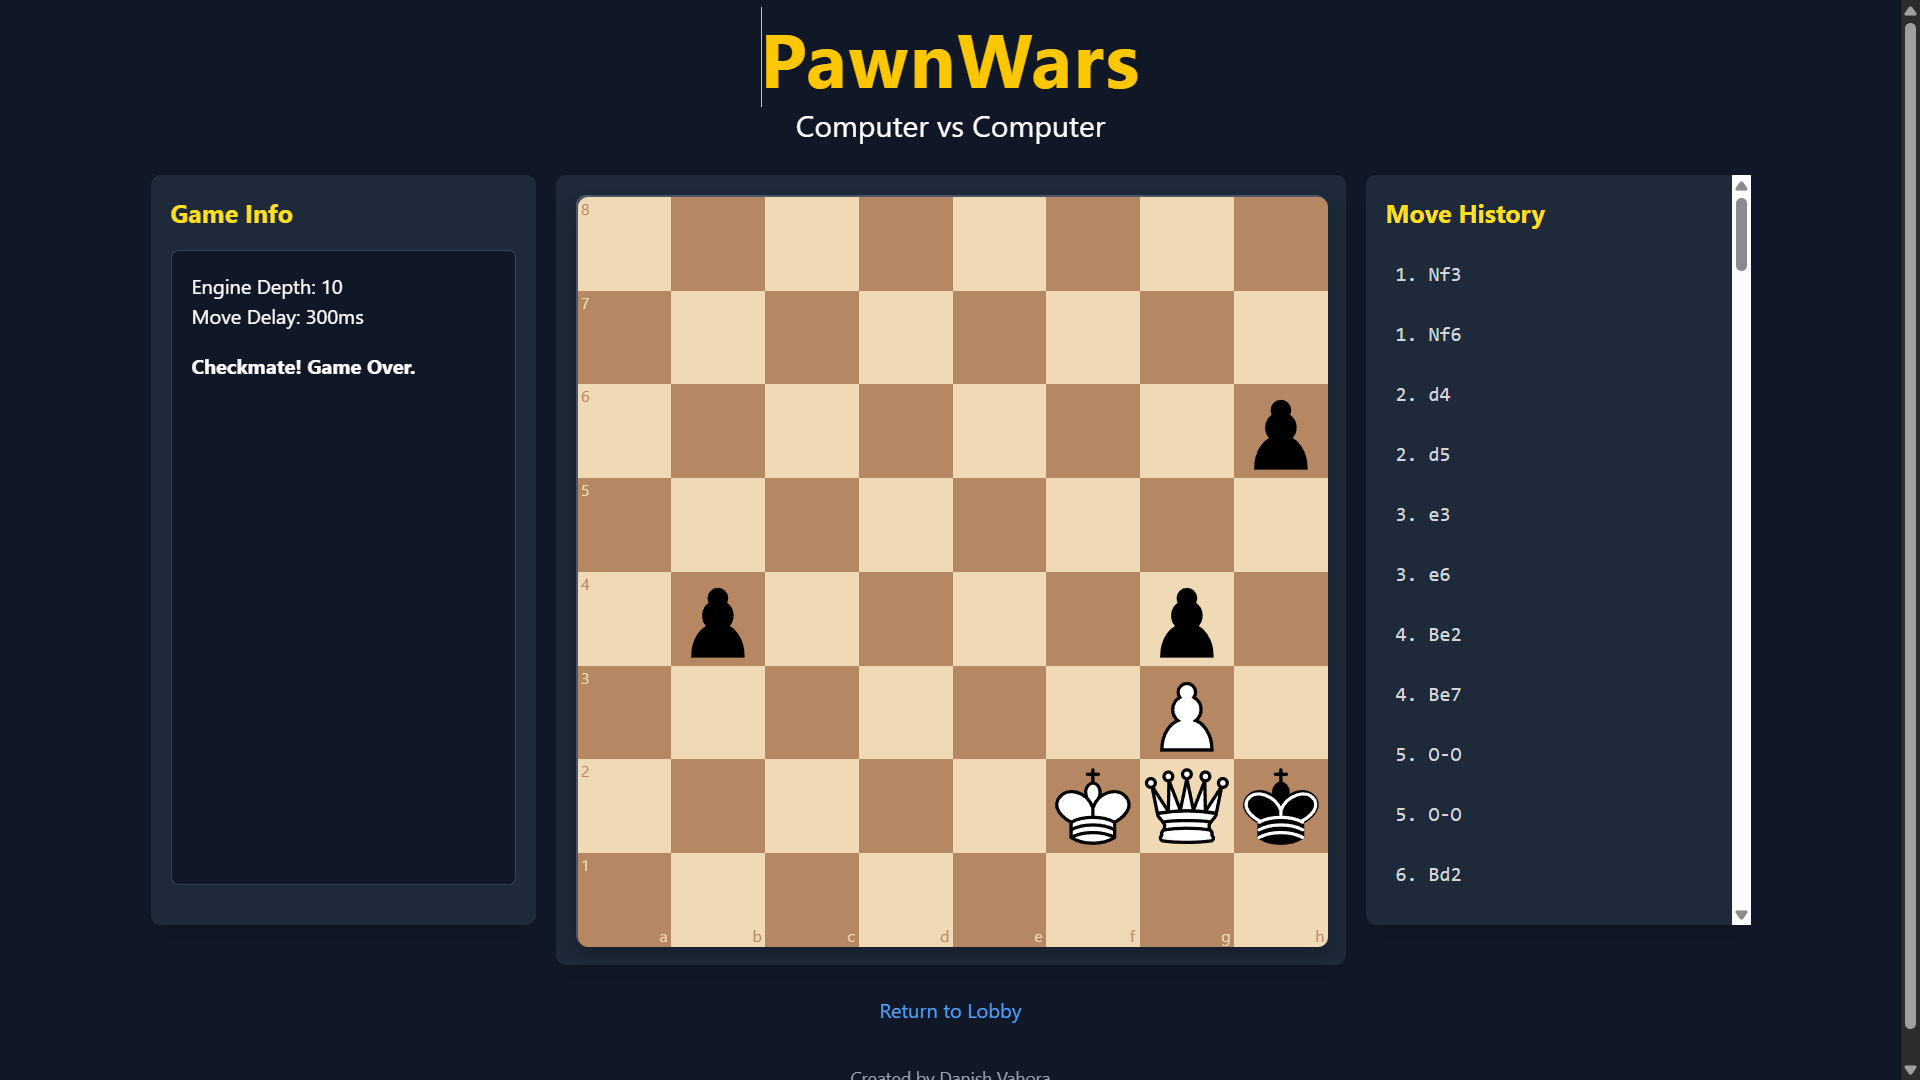 PawnWars
Computer vs Computer
Game Info
Engine Depth: 10
Move Delay: 300ms
Checkmate! Game Over.
8
7
6
5
4
3
2
1
a b c d e f g h
Move History
1. Nf3
1. Nf6
2. d4
2. d5
3. e3
3. e6
4. Be2
4. Be7
5. O-O
5. O-O
6. Bd2
Return to Lobby
Created by Danish Vahora